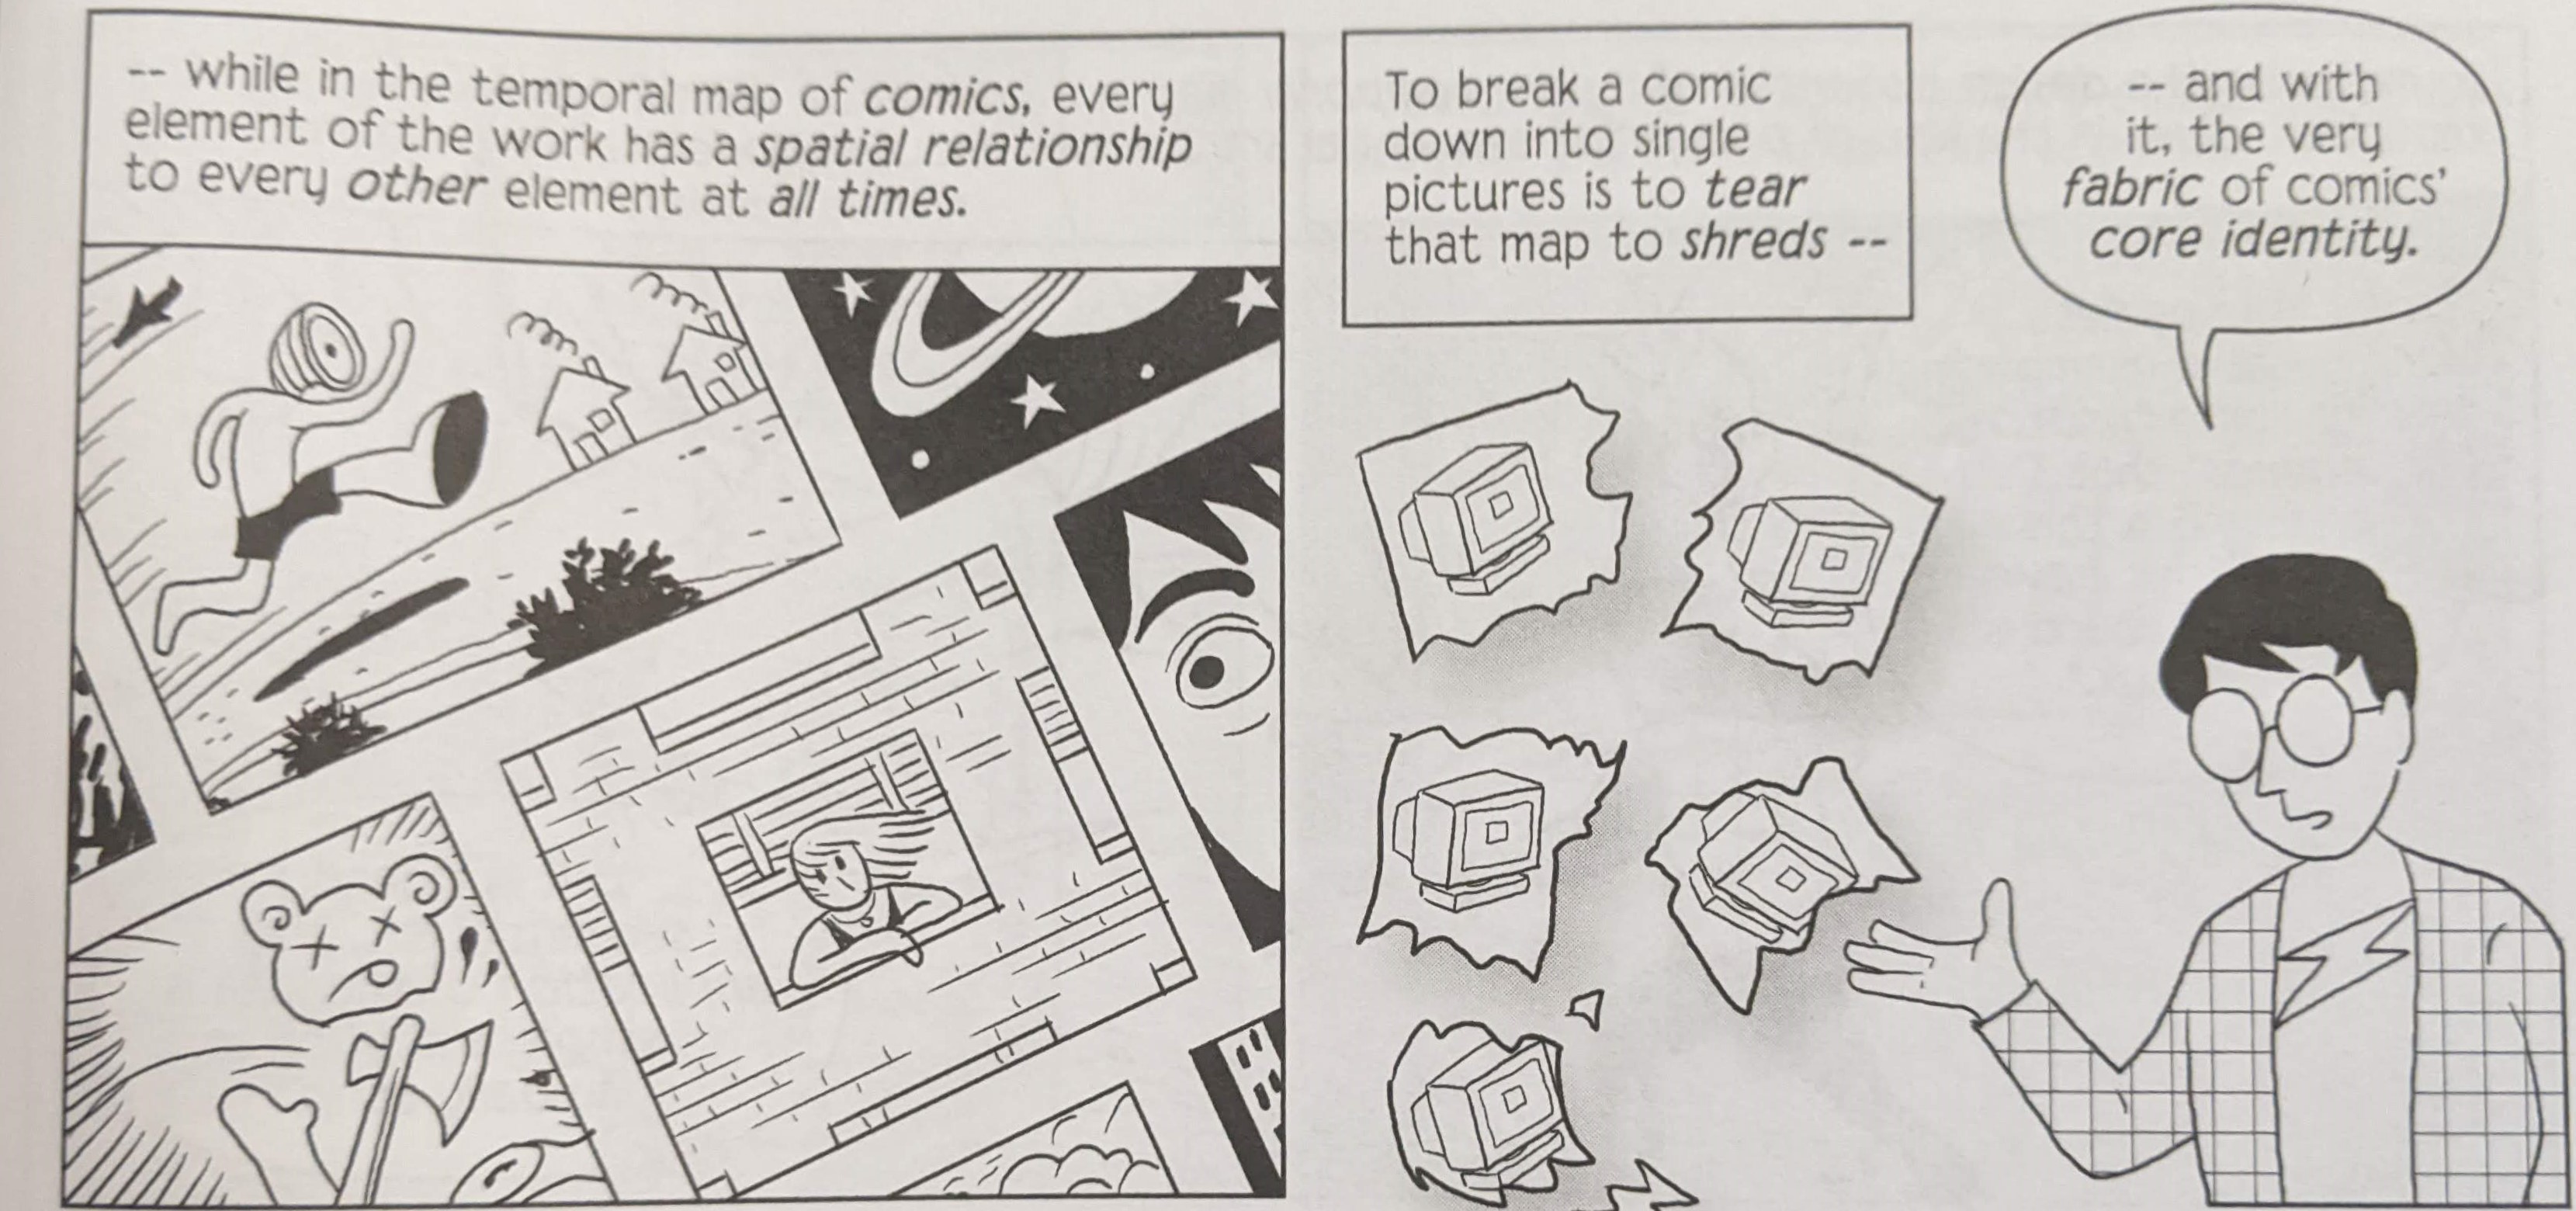 -- while in the temporal map of comics, every
element of the work has a spatial relationship
to every other element at all times.
To break a comic
down into single
pictures is to tear
that map to shreds --
-- and with
it, the very
fabric of comics'
core identity.